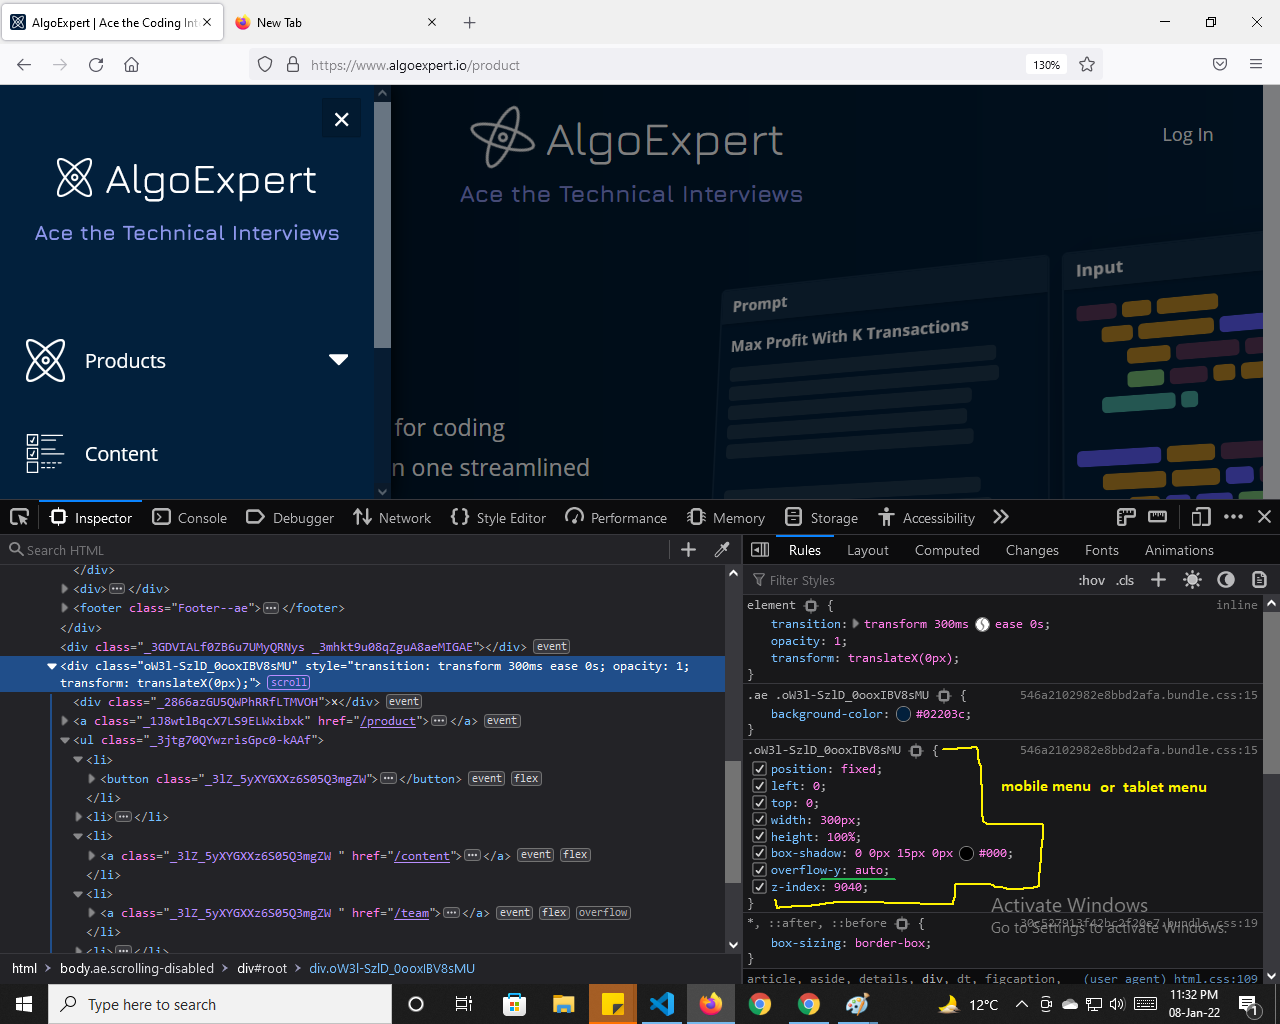 AlgoExpert | Ace the Coding Int
New Tab
https://www.algoexpert.io/product
130%
AlgoExpert
Ace the Technical Interviews
Products
Content
AlgoExpert
Ace the Technical Interviews
Log In
Prompt
Max Profit With K Transactions
Input
for coding
n one streamlined
Inspector
Console
Debugger
Network
Style Editor
Performance
Memory
Storage
Accessibility
Search HTML
</div>
<div> </div>
<footer class="Footer--ae"> </footer>
</div>
<div class="_3GDVIALf0ZB6u7UMyQRNys _3mhkt9u08qZguA8aeMIGAE"></div> event
<div class="oW3l-SzlD_0ooxIBV8sMU" style="transition: transform 300ms ease 0s; opacity: 1;
transform: translateX(0px);"> scroll
<div class="_2866azGU5QWPhRRfLTMVOH">×</div> event
<a class="_1J8wtlBqcX7LS9ELWxibxk" href="/product"> </a> event
<ul class="_3jtg70QYwzrisGpc0-kAAf">
<li>
<button class="_3lZ_5yXYGXXz6S05Q3mgZW"> </button> event flex
</li>
<li> </li>
<li>
<a class="_3lZ_5yXYGXXz6S05Q3mgZW " href="/content"> </a> event flex
</li>
<li>
<a class="_3lZ_5yXYGXXz6S05Q3mgZW " href="/team"> </a> event flex overflow
</li>
<li> </li>
html
body.ae.scrolling-disabled
div#root
div.oW3l-SzlD_0ooxIBV8sMU
Rules
Layout
Computed
Changes
Fonts
Animations
Filter Styles
:hov .cls
element { inline
transition: transform 300ms ease 0s;
opacity: 1;
transform: translateX(0px);
}
.ae .oW3l-SzlD_0ooxIBV8sMU { 546a2102982e8bbd2afa.bundle.css:15
background-color: #02203c;
}
.oW3l-SzlD_0ooxIBV8sMU { 546a2102982e8bbd2afa.bundle.css:15
position: fixed;
left: 0;
top: 0;
width: 300px;
height: 100%;
box-shadow: 0 0px 15px 0px #000;
overflow-y: auto;
z-index: 9040;
}
mobile menu or tablet menu
*, ::after, ::before {
box-sizing: border-box;
}
article, aside, details, div, dt, figcaption, (user agent) html.css:109
Activate Windows
Go to Settings to activate Windows.
Type here to search
12°C
11:32 PM
08-Jan-22
1